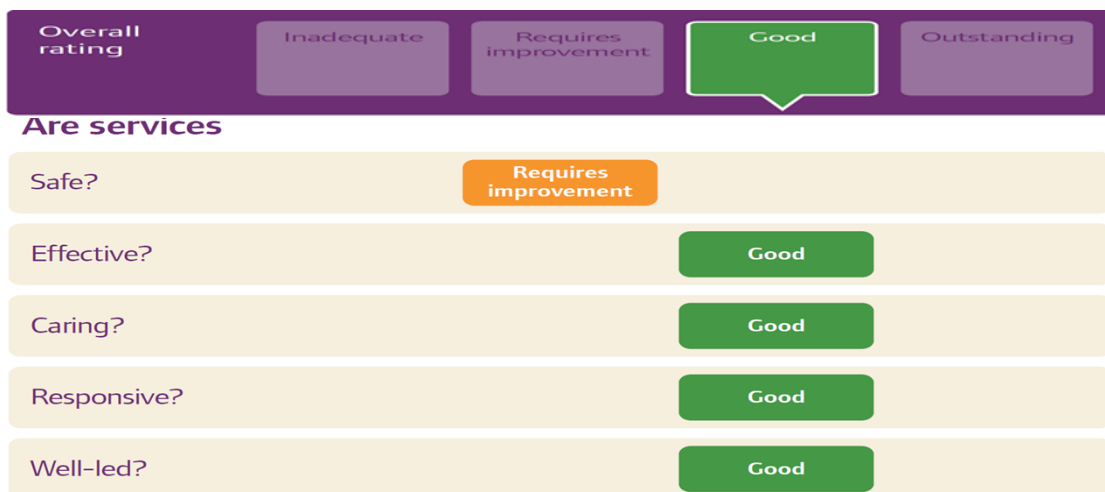 Overall
rating
Inadequate
Requires
improvement
Good
Outstanding
Are services
Safe?
Requires
improvement
Effective?
Good
Caring?
Good
Responsive?
Good
Well-led?
Good